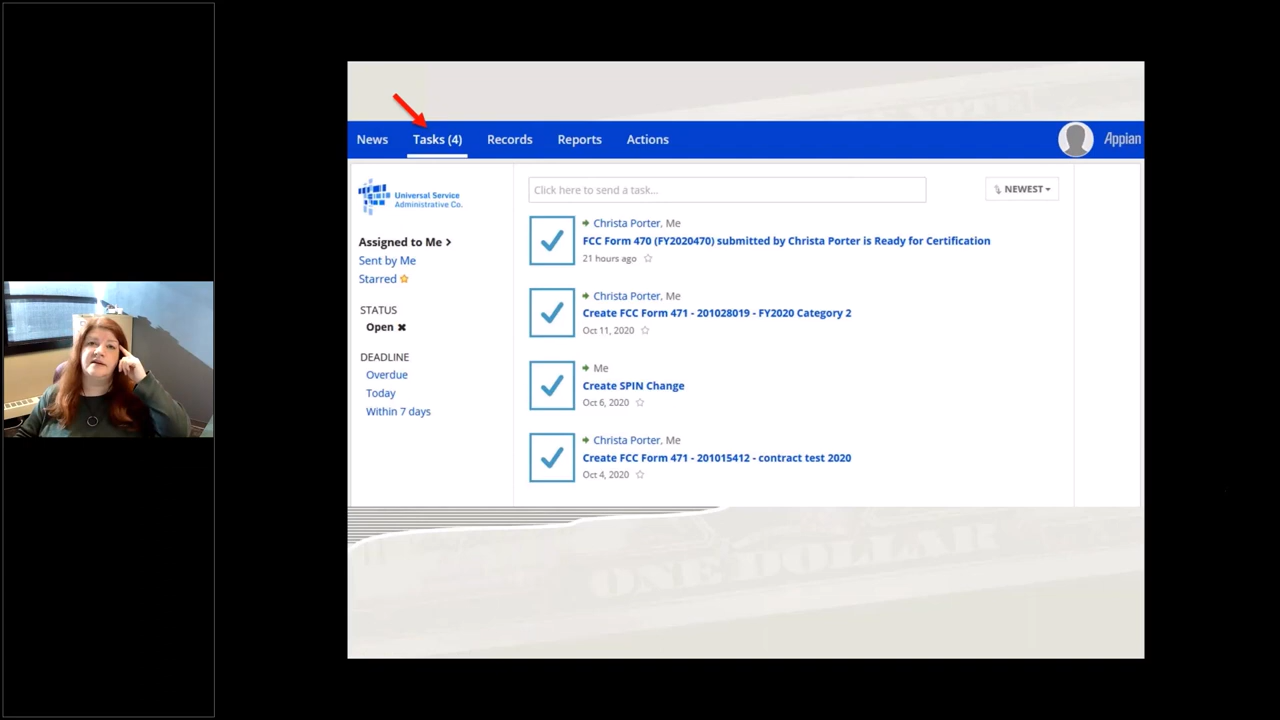 News Tasks (4) Records Reports Actions Appian
Universal Service
Administrative Co.
Assigned to Me
Sent by Me
Starred
STATUS
Open
DEADLINE
Overdue
Today
Within 7 days
Click here to send a task...
NEWEST
Christa Porter, Me
FCC Form 470 (FY2020470) submitted by Christa Porter is Ready for Certification
21 hours ago
Christa Porter, Me
Create FCC Form 471 - 201028019 - FY2020 Category 2
Oct 11, 2020
Me
Create SPIN Change
Oct 6, 2020
Christa Porter, Me
Create FCC Form 471 - 201015412 - contract test 2020
Oct 4, 2020
ONE DOLLAR